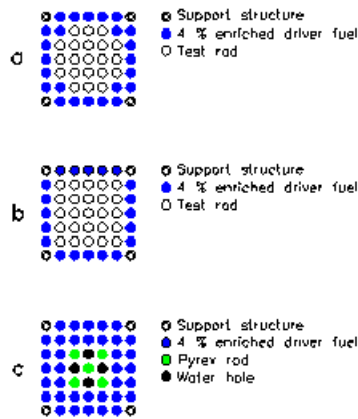 a
Support structure
4 % enriched driver fuel
Test rod
b
Support structure
4 % enriched driver fuel
Test rod
c
Support structure
4 % enriched driver fuel
Pyrex rod
Water hole